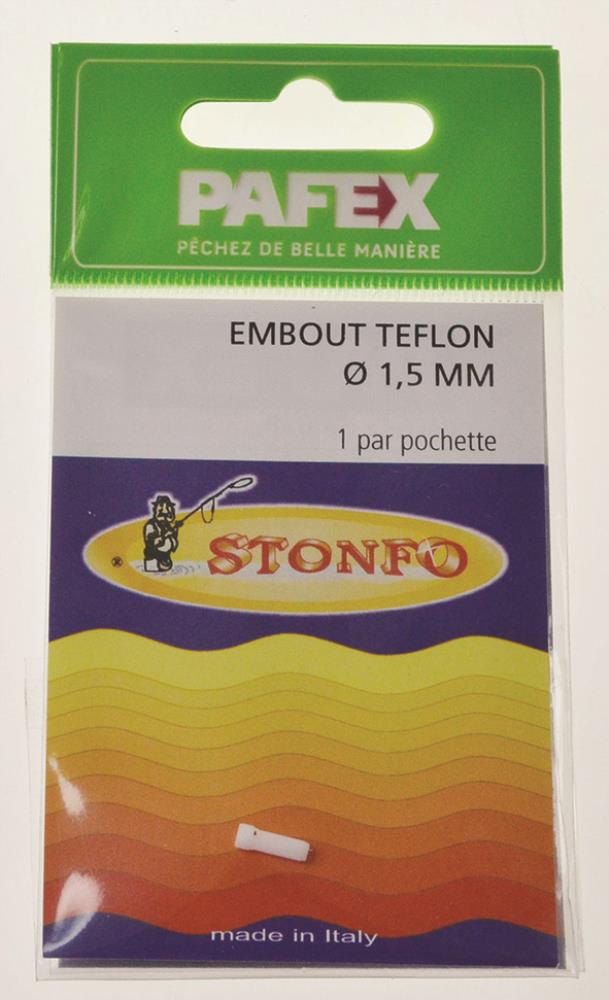 PAFEX
PÊCHEZ DE BELLE MANIÈRE
EMBOUT TEFLON
Ø 1,5 MM
1 par pochette
® STONFO
made in Italy